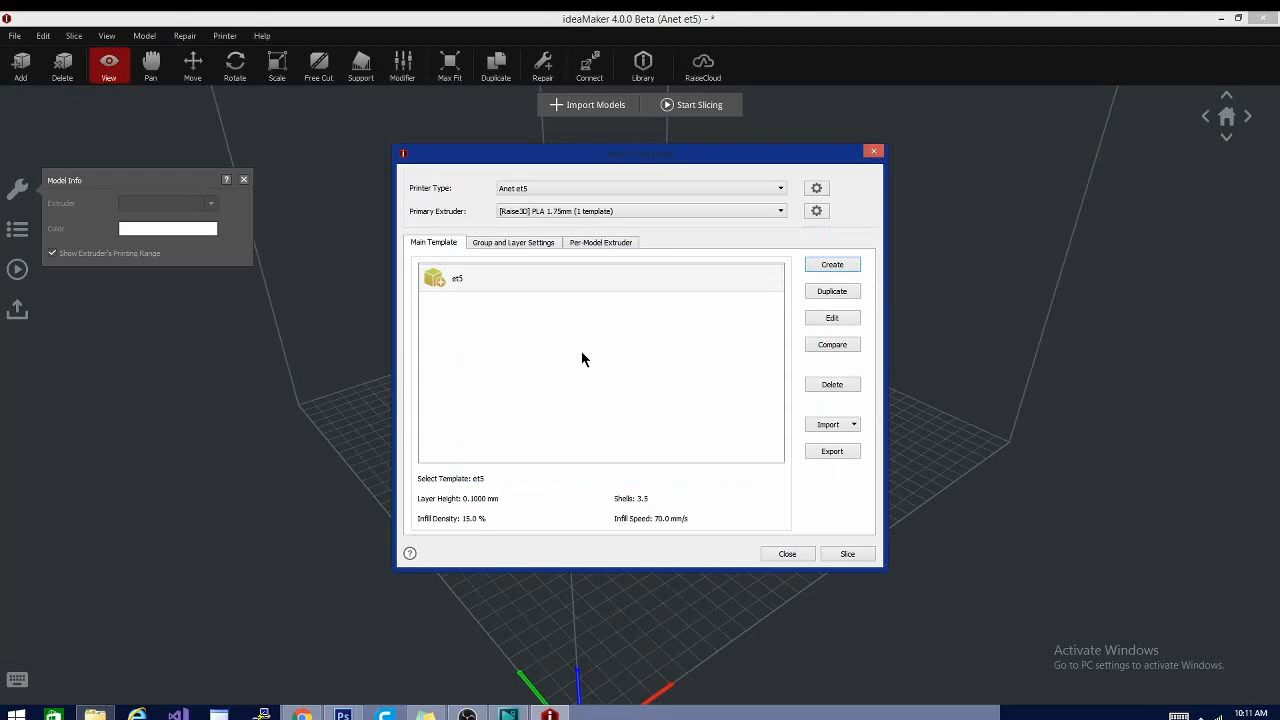 ideaMaker 4.0.0 Beta (Anet et5) - *
File Edit Slice View Model Repair Printer Help
Add Delete View Pan Move Rotate Scale Free Cut Support Modifier Max Fit Duplicate Repair Connect Library RaiseCloud
Import Models Start Slicing
Model Info ?
Extruder
Color
Show Extruder's Printing Range
Printer Type: Anet et5
Primary Extruder: [Raise3D] PLA 1.75mm (1 template)
Main Template Group and Layer Settings Per-Model Extruder
et5
Create
Duplicate
Edit
Compare
Delete
Import
Export
Select Template: et5
Layer Height: 0.1000 mm Shells: 3.5
Infill Density: 15.0 % Infill Speed: 70.0 mm/s
? Close Slice
Activate Windows
Go to PC settings to activate Windows.
10:11 AM